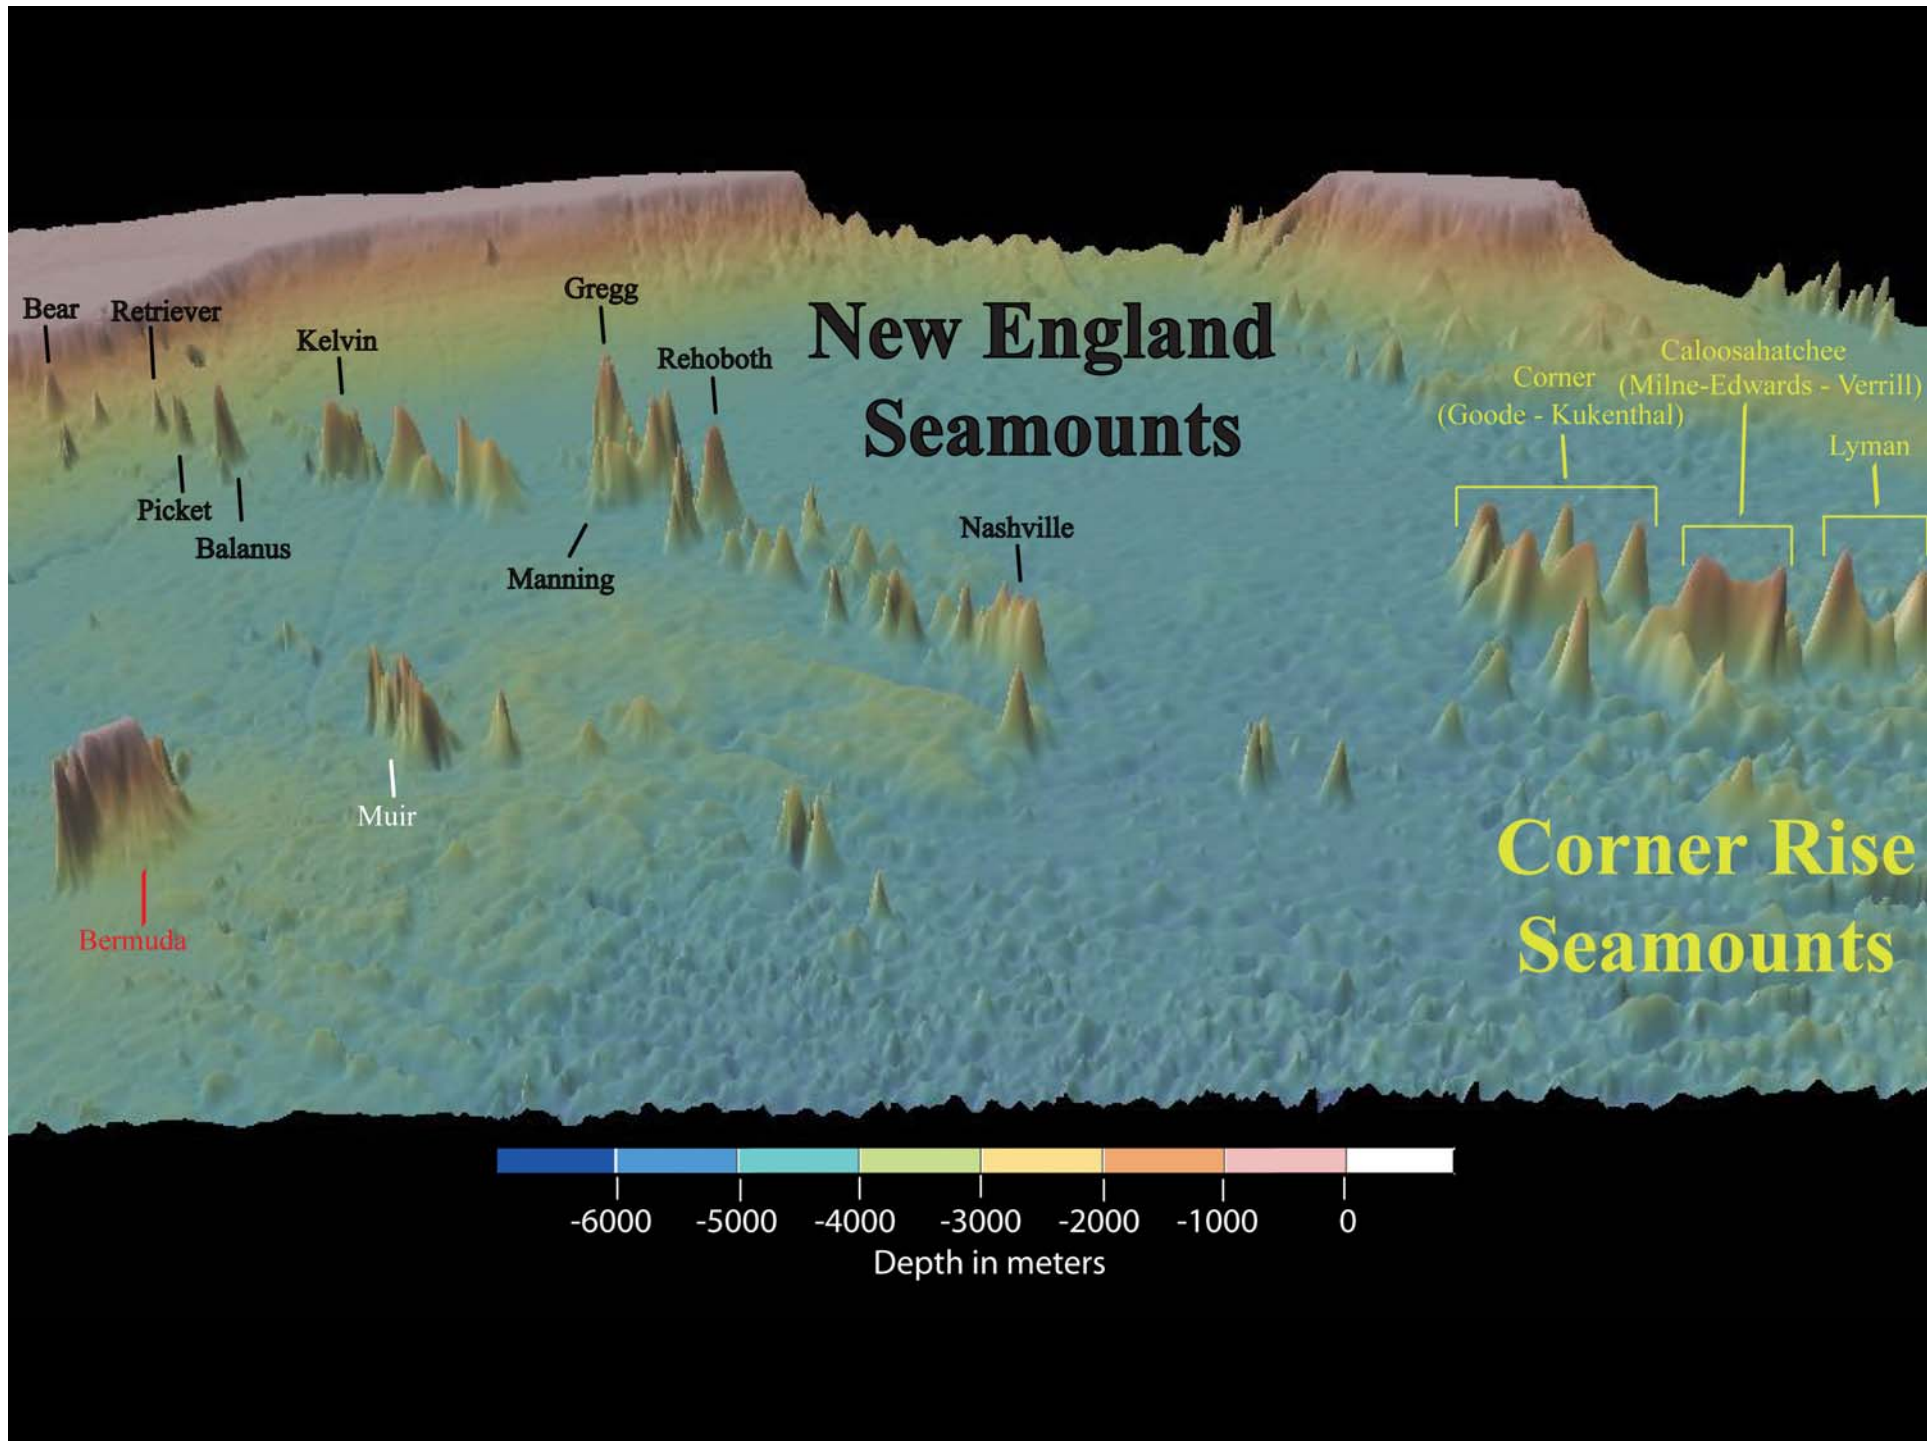 Bear
Retriever
Kelvin
Gregg
Rehoboth
New England
Seamounts
Picket
Balanus
Manning
Nashville
Caloosahatchee
(Milne-Edwards - Verrill)
Corner
(Goode - Kukenthal)
Lyman
Muir
Bermuda
Corner Rise
Seamounts
-6000 -5000 -4000 -3000 -2000 -1000 0
Depth in meters